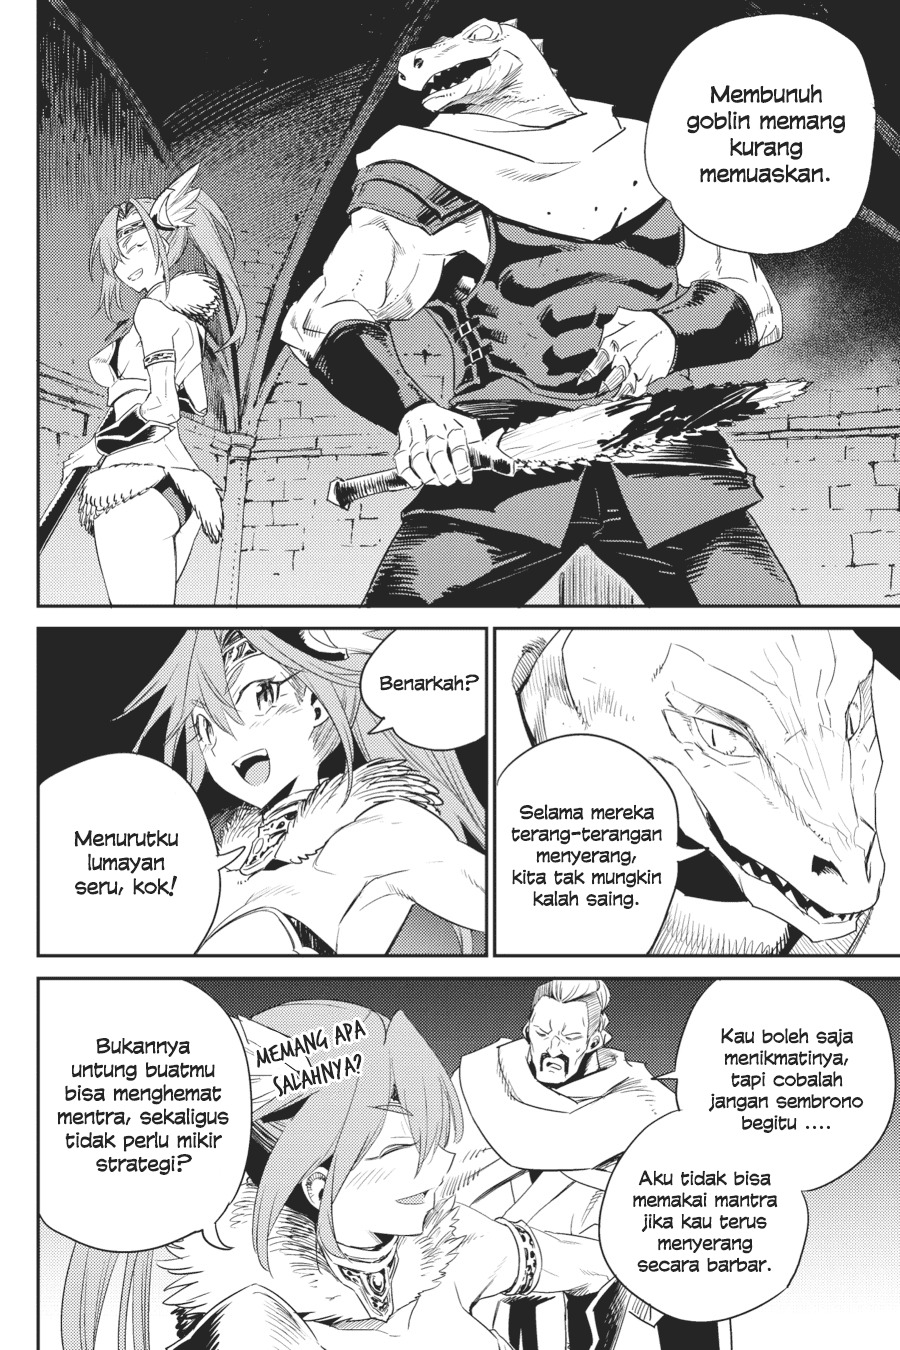 Membunuh
goblin memang
kurang
memuaskan.
Selama mereka
terang-terangan
menyerang,
kita tak mungkin
kalah saing.
Benarkah?
Menurutku
lumayan
seru, kok!
Kau boleh saja
menikmatinya,
tapi cobalah
jangan sembrono
begitu ....
Aku tidak bisa
memakai mantra
jika kau terus
menyerang
secara barbar.
MEMANG APA
SALAHNYA?
Bukannya
untung buatmu
bisa menghemat
mentra, sekaligus
tidak perlu mikir
strategi?